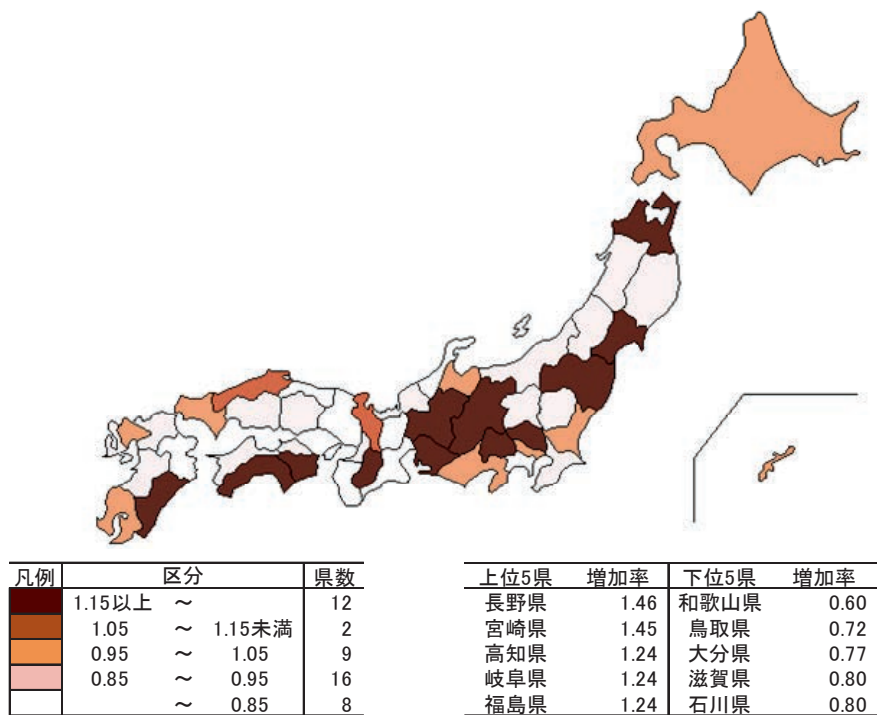 凡例 区分 県数
1.15以上 ～ 12
1.05 ～ 1.15未満 2
0.95 ～ 1.05 9
0.85 ～ 0.95 16
～ 0.85 8
上位5県 増加率 下位5県 増加率
長野県 1.46 和歌山県 0.60
宮崎県 1.45 鳥取県 0.72
高知県 1.24 大分県 0.77
岐阜県 1.24 滋賀県 0.80
福島県 1.24 石川県 0.80